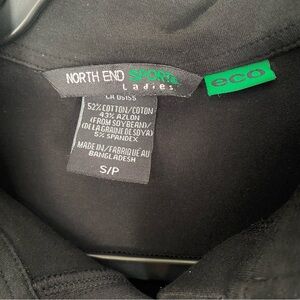 NORTH END SPORT
Ladies
eco
52% COTTON/COTON
43% AZLON
(FROM SOYBEAN)/
(DE LA GRAINE DE SOYA)
5% SPANDEX
MADE IN/FABRIQUÉ AU
BANGLADESH
S/P